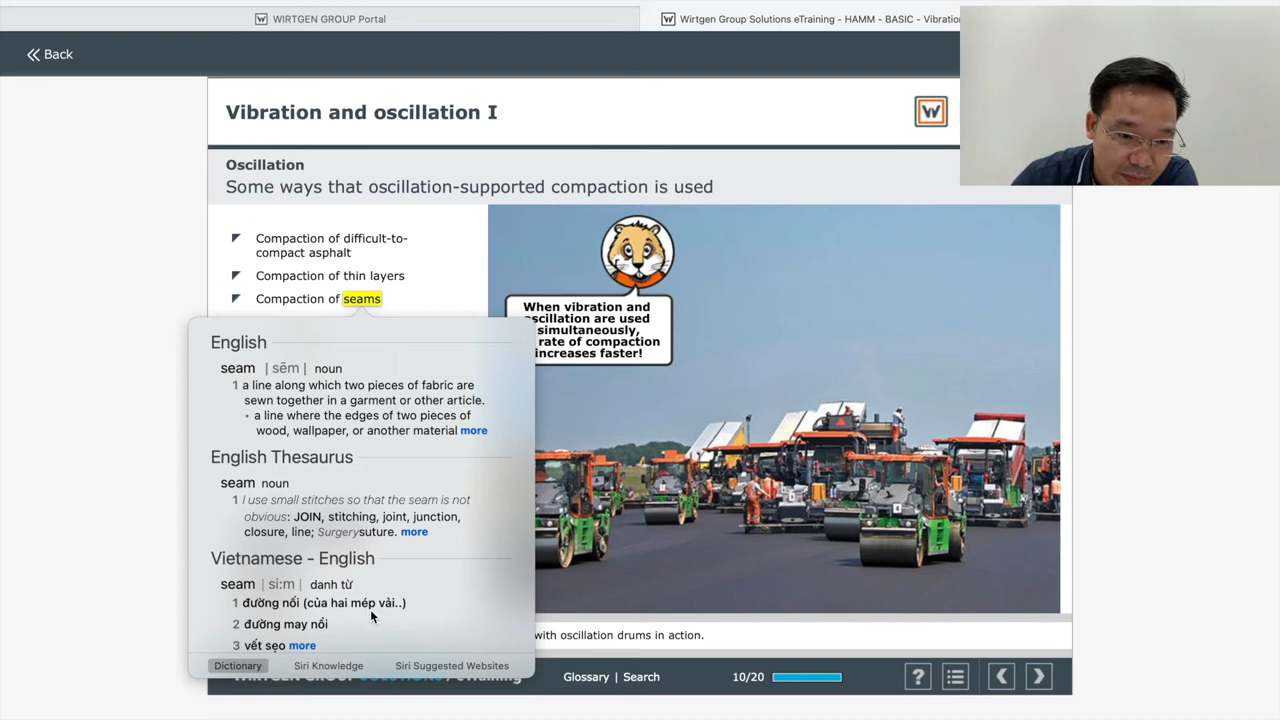 WIRTGEN GROUP Portal
Wirtgen Group Solutions eTraining - HAMM - BASIC - Vibration
Back
Vibration and oscillation I
W
Oscillation
Some ways that oscillation-supported compaction is used
Compaction of difficult-to-
compact asphalt
Compaction of thin layers
Compaction of seams
When vibration and
oscillation are used
simultaneously,
rate of compaction
increases faster!
English
seam | sēm | noun
1 a line along which two pieces of fabric are
sewn together in a garment or other article.
• a line where the edges of two pieces of
wood, wallpaper, or another material more
English Thesaurus
seam noun
1 I use small stitches so that the seam is not
obvious: JOIN, stitching, joint, junction,
closure, line; Surgerysuture. more
Vietnamese - English
seam | si:m | danh từ
1 đường nối (của hai mép vải..)
2 đường may nổi
3 vết sẹo more
Dictionary Siri Knowledge Siri Suggested Websites
with oscillation drums in action.
WIRTGEN GROUP SOLUTIONS / eTraining
Glossary | Search
10/20
?